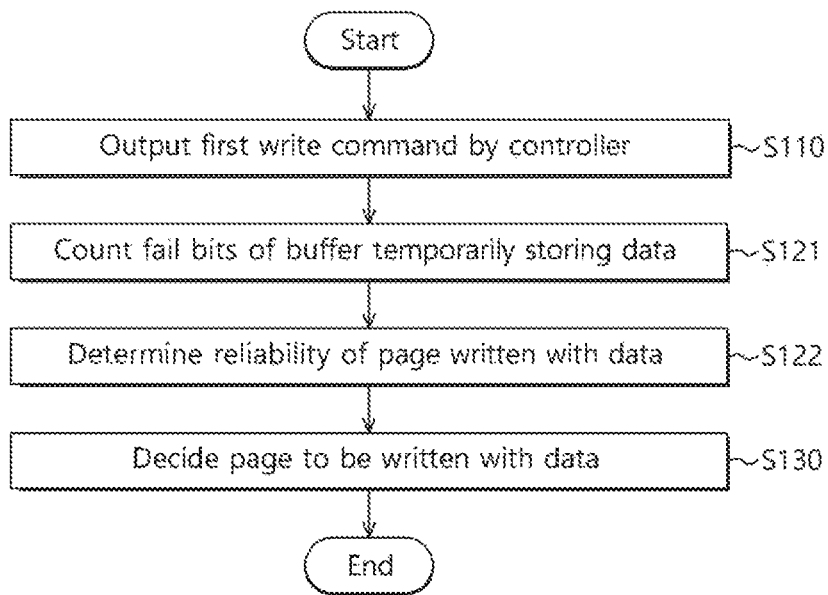 Start
Output first write command by controller
S110
Count fail bits of buffer temporarily storing data
S121
Determine reliability of page written with data
S122
Decide page to be written with data
S130
End